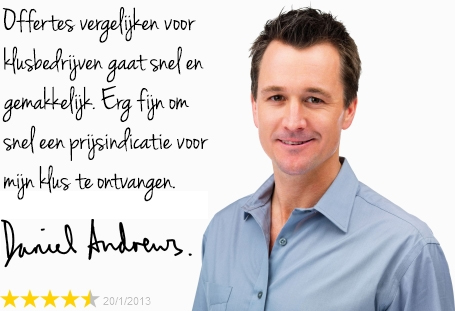 Offertes vergelijken voor
klusbedrijven gaat snel en
gemakkelijk. Erg fijn om
snel een prijsindicatie voor
mijn klus te ontvangen.
Daniel Andrews.
20/1/2013